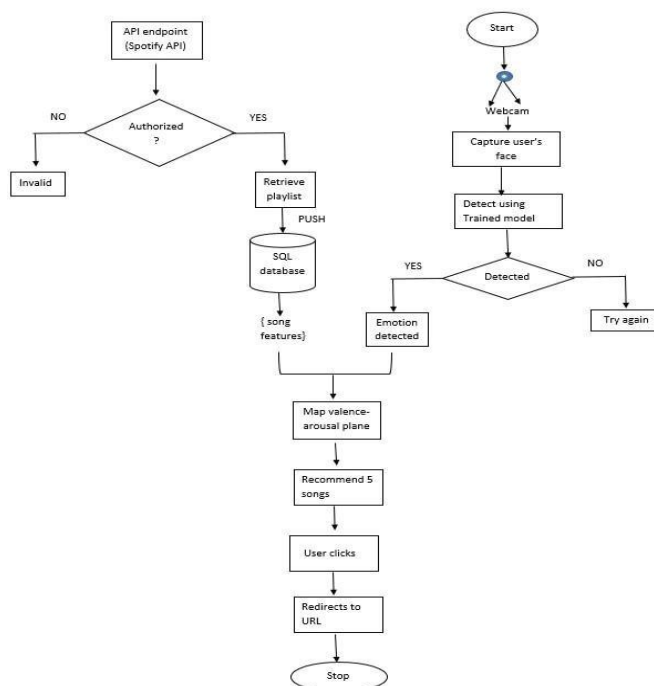 API endpoint
(Spotify API)
Start
Webcam
NO
Authorized
?
YES
Capture user's
face
Invalid
Retrieve
playlist
Detect using
Trained model
PUSH
SQL
database
YES
Detected
NO
{ song
features}
Emotion
detected
Try again
Map valence-
arousal plane
Recommend 5
songs
User clicks
Redirects to
URL
Stop